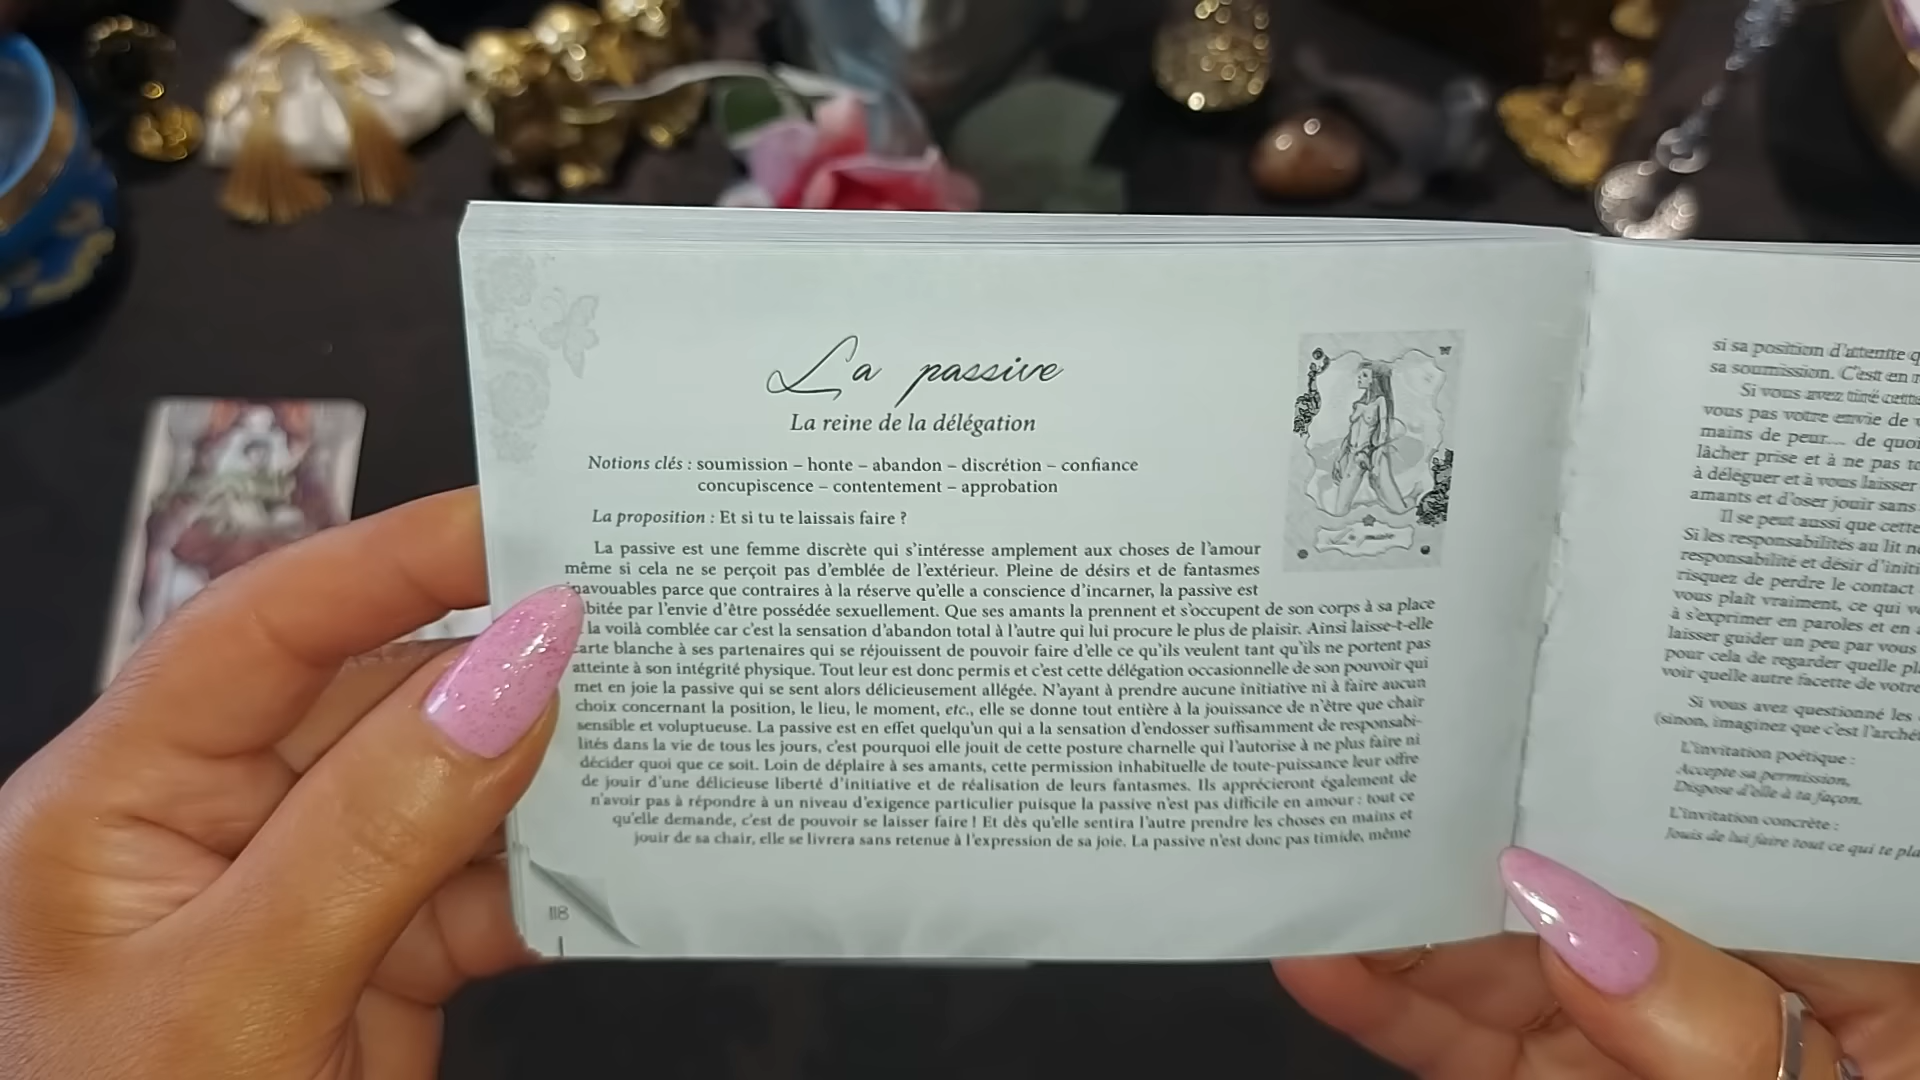 La passive
La reine de la délégation
Notions clés : soumission – honte – abandon – discrétion – confiance
concupiscence – contentement – approbation
La proposition : Et si tu te laissais faire ?
La passive est une femme discrète qui s'intéresse amplement aux choses de l'amour
même si cela ne se perçoit pas d'emblée de l'extérieur. Pleine de désirs et de fantasmes
inavouables parce que contraires à la réserve qu'elle a conscience d'incarner, la passive est
bitée par l'envie d'être possédée sexuellement. Que ses amants la prennent et s'occupent de son corps à sa place
la voilà comblée car c'est la sensation d'abandon total à l'autre qui lui procure le plus de plaisir. Ainsi laisse-t-elle
carte blanche à ses partenaires qui se réjouissent de pouvoir faire d'elle ce qu'ils veulent tant qu'ils ne portent pas
atteinte à son intégrité physique. Tout leur est donc permis et c'est cette délégation occasionnelle de son pouvoir qui
met en joie la passive qui se sent alors délicieusement allégée. N'ayant à prendre aucune initiative ni à faire aucun
choix concernant la position, le lieu, le moment, etc., elle se donne tout entière à la jouissance de n'être que chair
sensible et voluptueuse. La passive est en effet quelqu'un qui a la sensation d'endosser suffisamment de responsabi-
lités dans la vie de tous les jours, c'est pourquoi elle jouit de cette posture charnelle qui l'autorise à ne plus faire ni
décider quoi que ce soit. Loin de déplaire à ses amants, cette permission inhabituelle de toute-puissance leur offre
de jouir d'une délicieuse liberté d'initiative et de réalisation de leurs fantasmes. Ils apprécieront également de
n'avoir pas à répondre à un niveau d'exigence particulier puisque la passive n'est pas difficile en amour : tout ce
qu'elle demande, c'est de pouvoir se laisser faire ! Et dès qu'elle sentira l'autre prendre les choses en mains et
jouir de sa chair, elle se livrera sans retenue à l'expression de sa joie. La passive n'est donc pas timide, même
118
La passive
si sa position d'attente
sa soumission. C'est en
Si vous avez tiré cette
vous pas votre envie de
mains de peur... de quoi
lâcher prise et à ne pas
à déléguer et à vous laisser
amants et d'oser jouir sans
Il se peut aussi que cette
Si les responsabilités au lit
responsabilité et désir
risquez de perdre le contact
vous plaît vraiment, ce qui
à s'exprimer en paroles et en
laisser guider un peu par vous
pour cela de regarder quelle
voir quelle autre facette de
Si vous avez questionné les
(sinon, imaginez que c'est
L'invitation poétique :
Accepte sa permission,
Dispose d'elle à ta façon.
L'invitation concrète :
Jouis de lui faire tout ce qui te